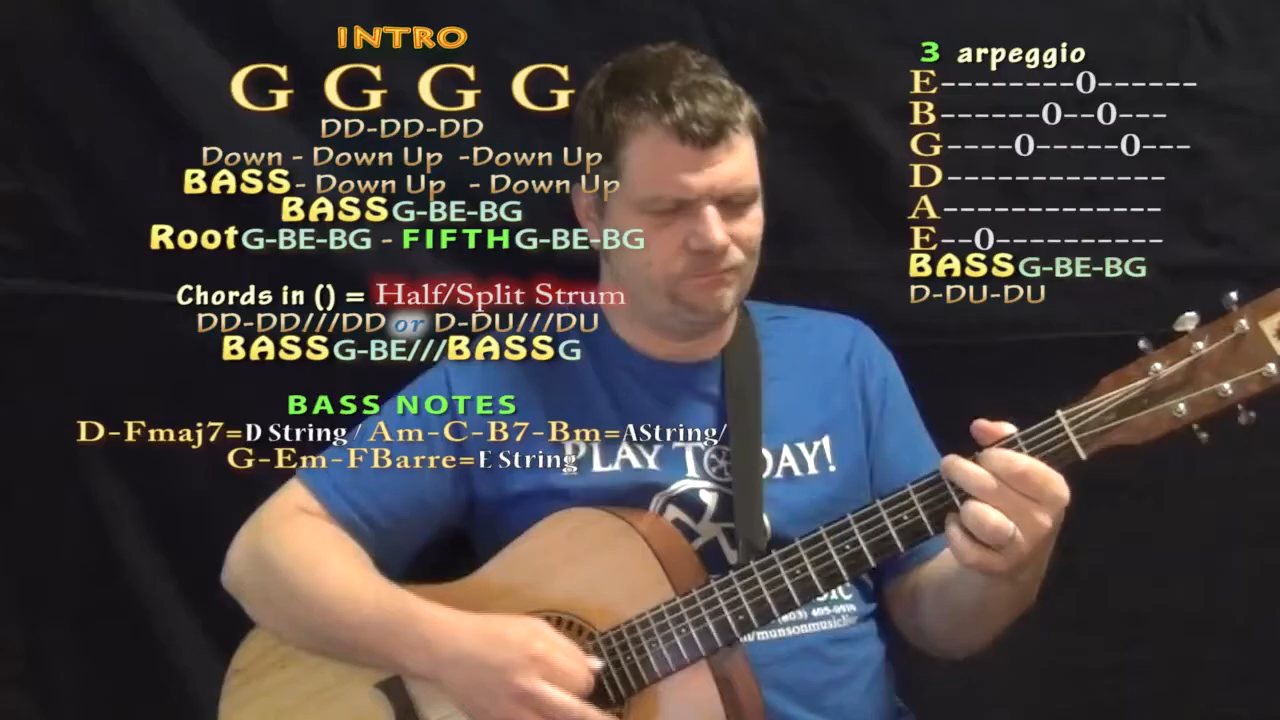 INTRO
G G G G
DD-DD-DD
Down - Down Up -Down Up
BASS- Down Up - Down Up
BASSG-BE-BG
RootG-BE-BG - FIFTHG-BE-BG
Chords in () = Half/Split Strum
DD-DD///DD or D-DU///DU
BASSG-BE///BASSG
BASS NOTES
D-Fmaj7=D String / Am-C-B7-Bm=AString/
G-Em-FBarre=E String
3 arpeggio
E--------0------
B------0--0---
G----0-----0---
D-------------
A-------------
E--0----------
BASSG-BE-BG
D-DU-DU
PLAY TODAY!